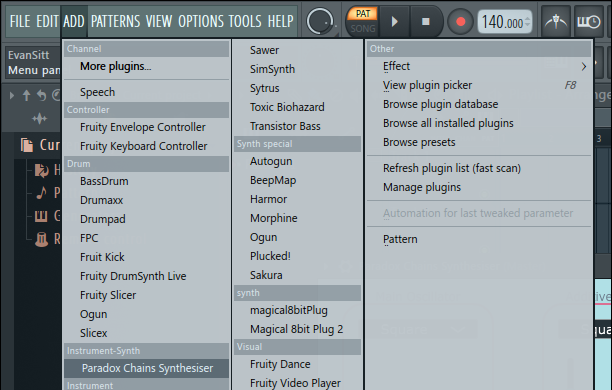 FILE EDIT ADD PATTERNS VIEW OPTIONS TOOLS HELP
PAT
SONG
140.000
EvanSitt
Menu pan
Channel
More plugins...
Speech
Controller
Fruity Envelope Controller
Fruity Keyboard Controller
Drum
BassDrum
Drumaxx
Drumpad
FPC
Fruit Kick
Fruity DrumSynth Live
Fruity Slicer
Ogun
Slicex
Instrument-Synth
Paradox Chains Synthesiser
Instrument
Sawer
SimSynth
Sytrus
Toxic Biohazard
Transistor Bass
Synth special
Autogun
BeepMap
Harmor
Morphine
Ogun
Plucked!
Sakura
synth
magical8bitPlug
Magical 8bit Plug 2
Visual
Fruity Dance
Fruity Video Player
Other
Effect
View plugin picker F8
Browse plugin database
Browse all installed plugins
Browse presets
Refresh plugin list (fast scan)
Manage plugins
Automation for last tweaked parameter
Pattern
Cur
H
P
G
R
nge
3
ive
qua